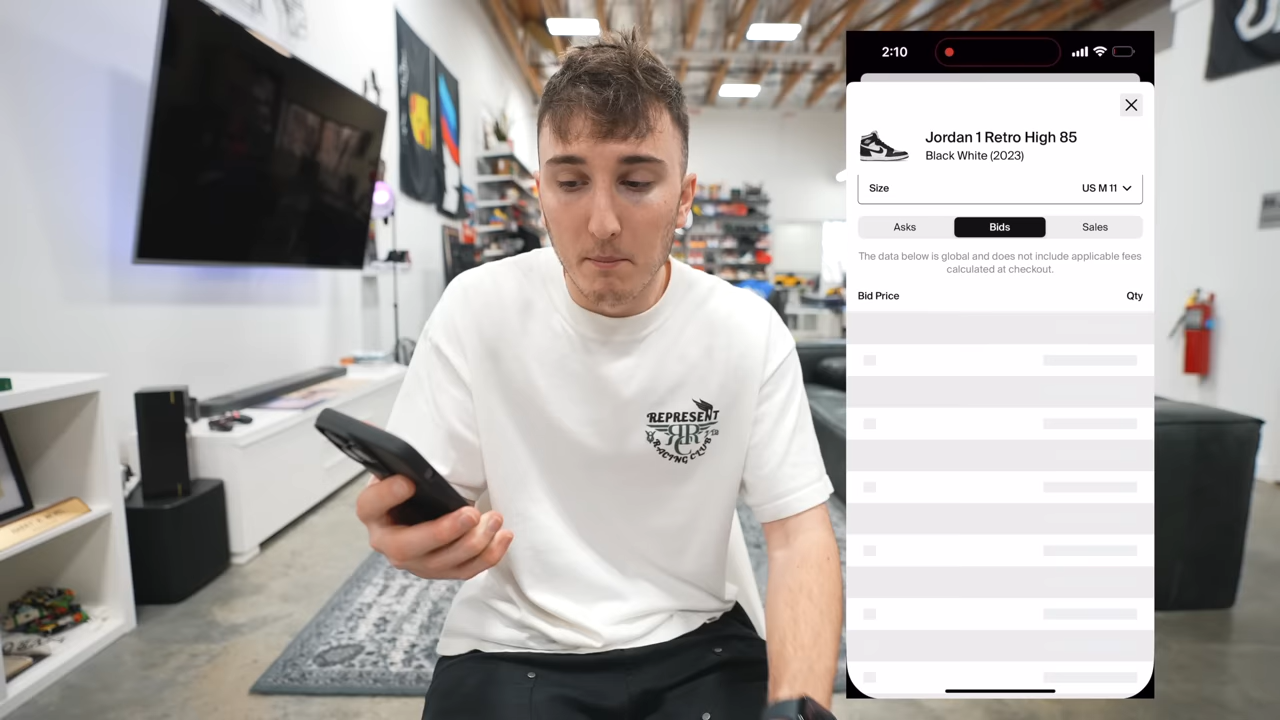 2:10
Jordan 1 Retro High 85
Black White (2023)
Size
US M 11
Asks
Bids
Sales
The data below is global and does not include applicable fees
calculated at checkout.
Bid Price
Qty
REPRESENT
RACING CLUB